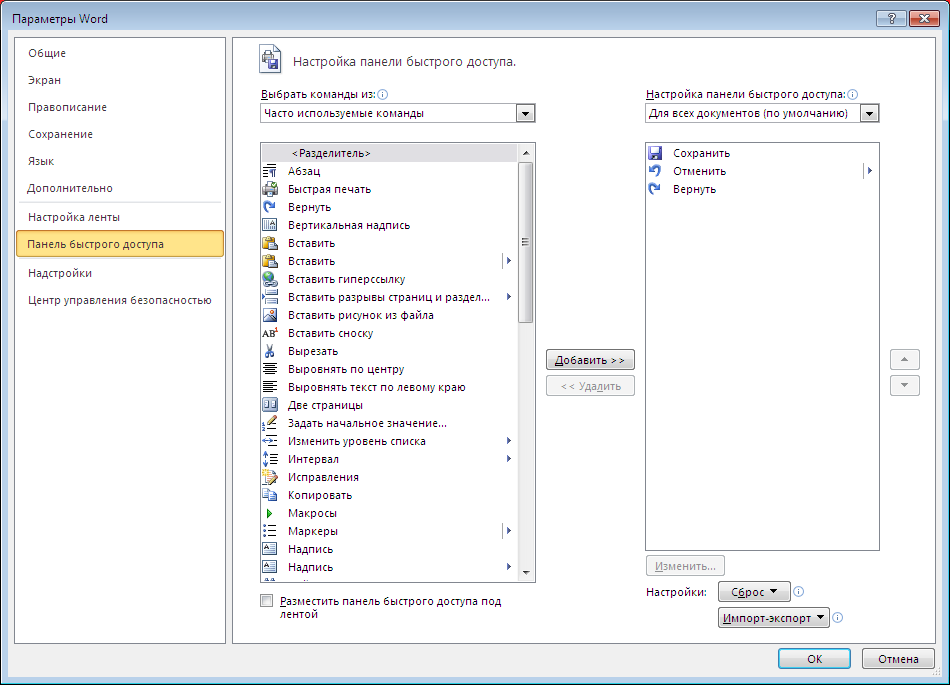 Параметры Word
Общие
Экран
Правописание
Сохранение
Язык
Дополнительно
Настройка ленты
Панель быстрого доступа
Надстройки
Центр управления безопасностью
Настройка панели быстрого доступа.
Выбрать команды из:
Часто используемые команды
<Разделитель>
Абзац
Быстрая печать
Вернуть
Вертикальная надпись
Вставить
Вставить
Вставить гиперссылку
Вставить разрывы страниц и раздел...
Вставить рисунок из файла
Вставить сноску
Вырезать
Выровнять по центру
Выровнять текст по левому краю
Две страницы
Задать начальное значение...
Изменить уровень списка
Интервал
Исправления
Копировать
Макросы
Маркеры
Надпись
Надпись
Разместить панель быстрого доступа под
лентой
Добавить >>
<< Удалить
Настройка панели быстрого доступа:
Для всех документов (по умолчанию)
Сохранить
Отменить
Вернуть
Изменить...
Настройки:
Сброс
Импорт-экспорт
ОК
Отмена